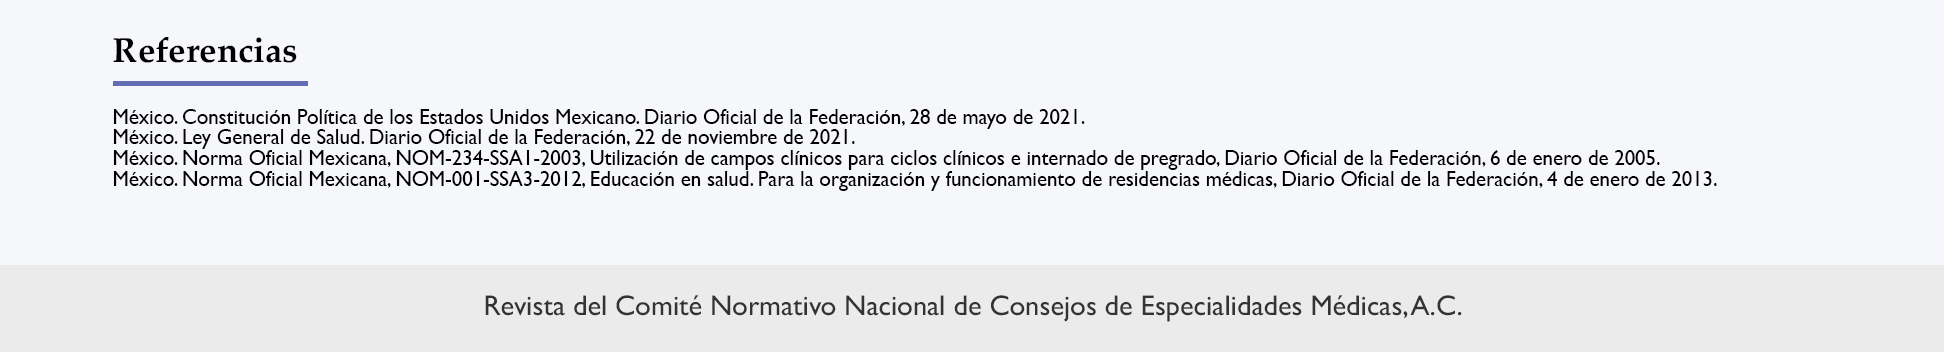 Referencias
México. Constitución Política de los Estados Unidos Mexicano. Diario Oficial de la Federación, 28 de mayo de 2021.
México. Ley General de Salud. Diario Oficial de la Federación, 22 de noviembre de 2021.
México. Norma Oficial Mexicana, NOM-234-SSA1-2003, Utilización de campos clínicos para ciclos clínicos e internado de pregrado, Diario Oficial de la Federación, 6 de enero de 2005.
México. Norma Oficial Mexicana, NOM-001-SSA3-2012, Educación en salud. Para la organización y funcionamiento de residencias médicas, Diario Oficial de la Federación, 4 de enero de 2013.
Revista del Comité Normativo Nacional de Consejos de Especialidades Médicas, A.C.